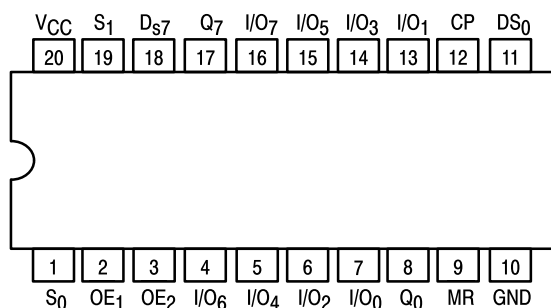 VCC S1 Ds7 Q7 I/O7 I/O5 I/O3 I/O1 CP DS0
20 19 18 17 16 15 14 13 12 11
1 2 3 4 5 6 7 8 9 10
S0 OE1 OE2 I/O6 I/O4 I/O2 I/O0 Q0 MR GND